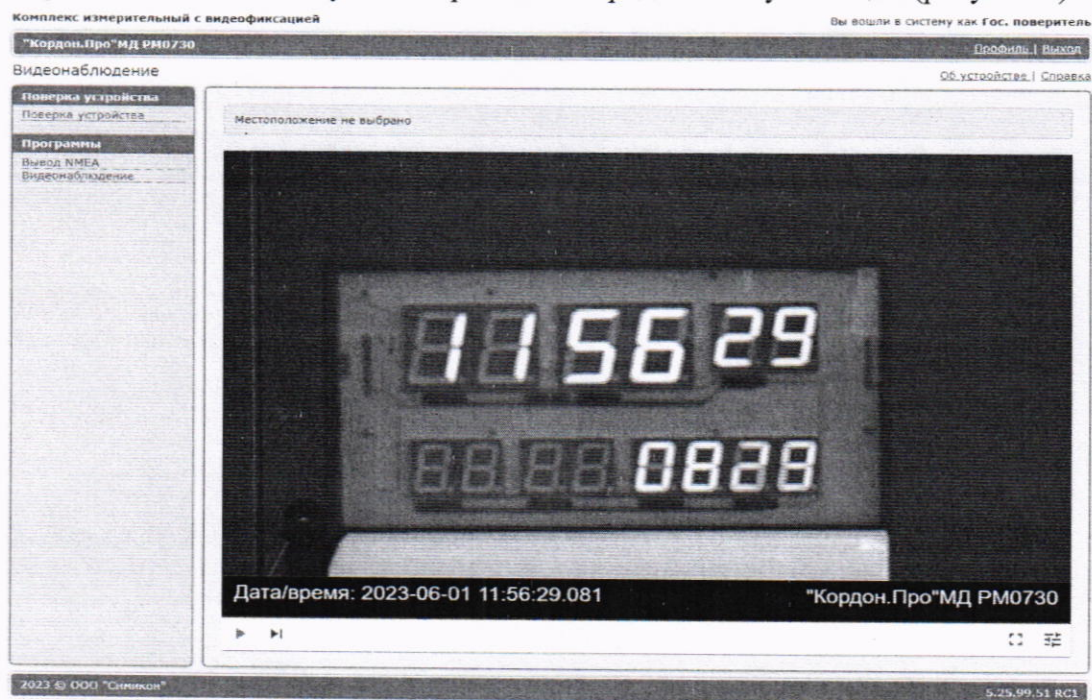 Комплекс измерительный с видеофиксацией
Вы вошли в систему как Гос. поверитель
"Кордон.Про"МД РМ0730
Профиль | Выход
Видеонаблюдение
Об устройстве | Справка
Поверка устройства
Поверка устройства
Местоположение не выбрано
Программы
Вывод NMEA
Видеонаблюдение
11 56 29
Дата/время: 2023-06-01 11:56:29.081
"Кордон.Про"МД РМ0730
2023 © ООО "Симикон"
5.25.99.51 RC1